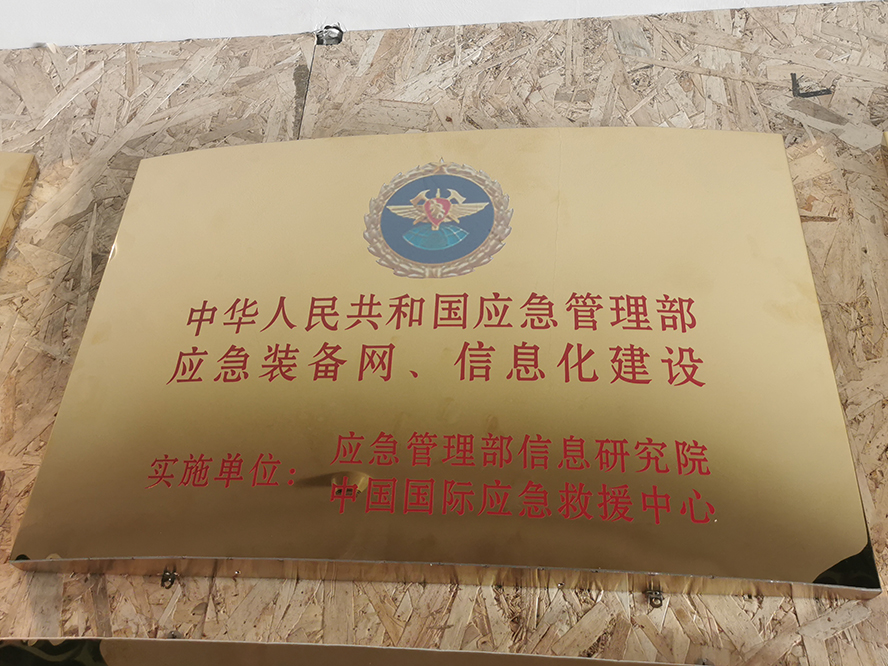 中华人民共和国应急管理部
应急装备网、信息化建设
实施单位：应急管理部信息研究院
中国国际应急救援中心